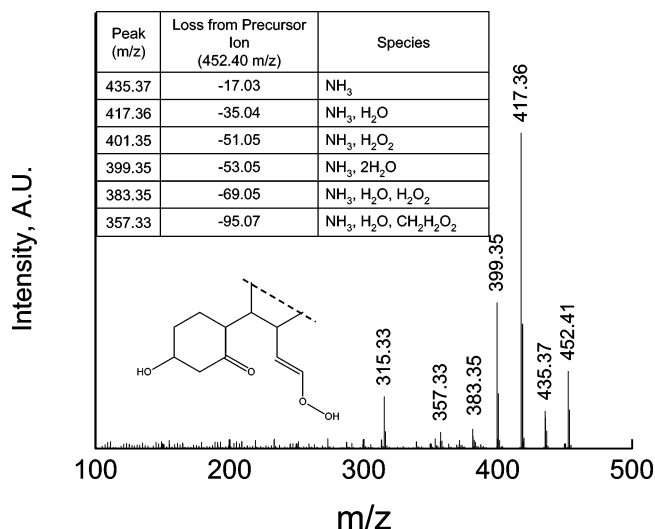 Peak (m/z) Loss from Precursor Ion (452.40 m/z) Species
435.37 -17.03 NH₃
417.36 -35.04 NH₃, H₂O
401.35 -51.05 NH₃, H₂O₂
399.35 -53.05 NH₃, 2H₂O
383.35 -69.05 NH₃, H₂O, H₂O₂
357.33 -95.07 NH₃, H₂O, CH₂H₂O₂
417.36
399.35
452.41
435.37
383.35
357.33
315.33
HO
O
O
OH
Intensity, A.U.
100 200 300 400 500
m/z